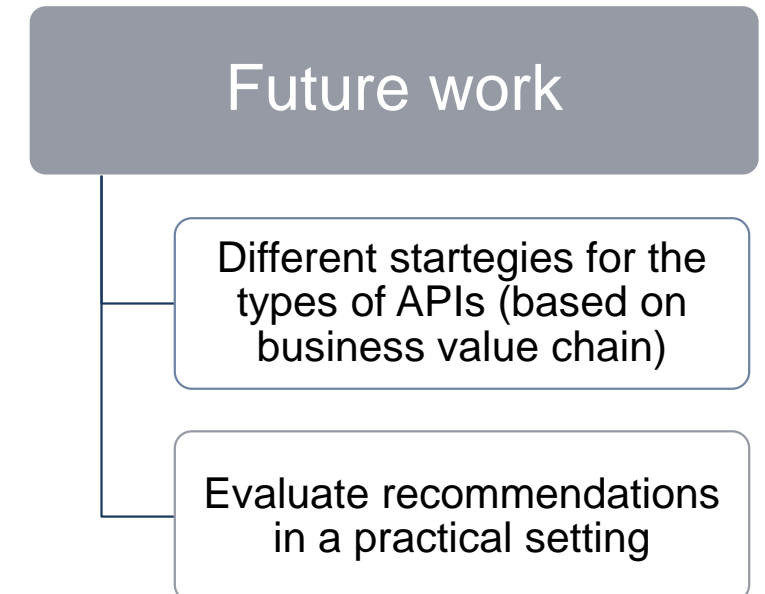 Future work
Different startegies for the
types of APIs (based on
business value chain)
Evaluate recommendations
in a practical setting